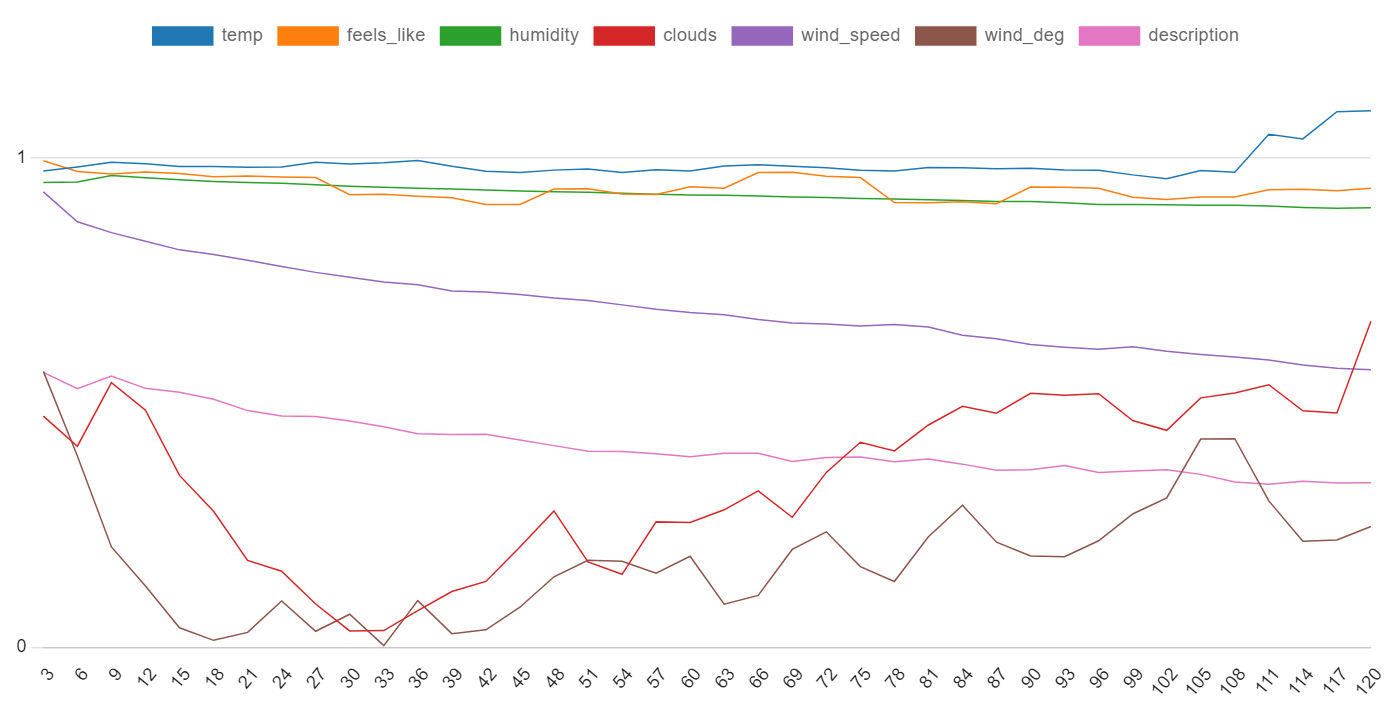 temp feels_like humidity clouds wind_speed wind_deg description
1
0
3 6 9 12 15 18 21 24 27 30 33 36 39 42 45 48 51 54 57 60 63 66 69 72 75 78 81 84 87 90 93 96 99 102 105 108 111 114 117 120